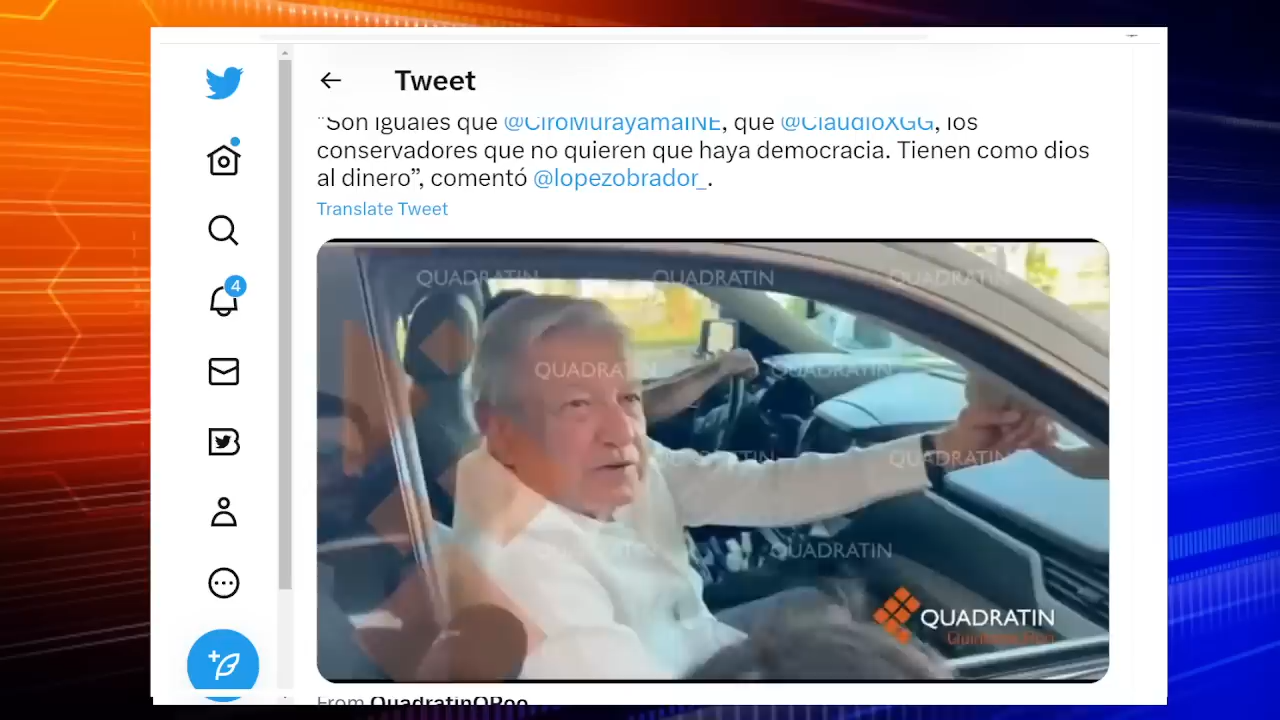 Tweet
"Son iguales que @CiroMurayamaINE, que @ClaudioXGG, los
conservadores que no quieren que haya democracia. Tienen como dios
al dinero”, comentó @lopezobrador_.
Translate Tweet
4
QUADRATIN QUADRATIN QUADRATIN
QUADRATIN QUADRATIN
QUADRATIN QUADRATIN
QUADRATIN QUADRATIN
QUADRATIN
Quintana Roo
From QuadratinQRoo